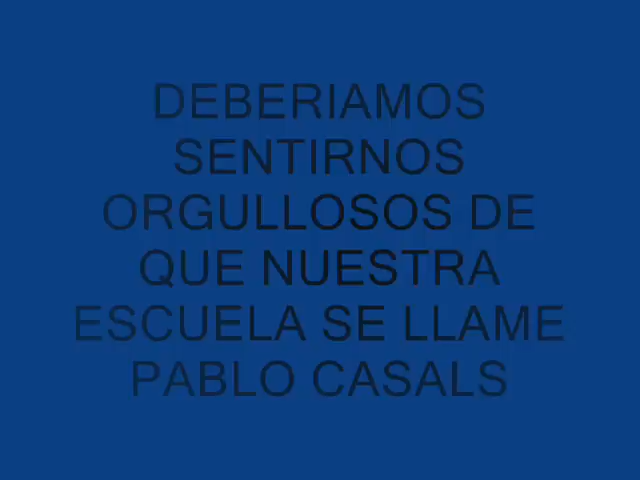 DEBERIAMOS
SENTIRNOS
ORGULLOSOS DE
QUE NUESTRA
ESCUELA SE LLAME
PABLO CASALS